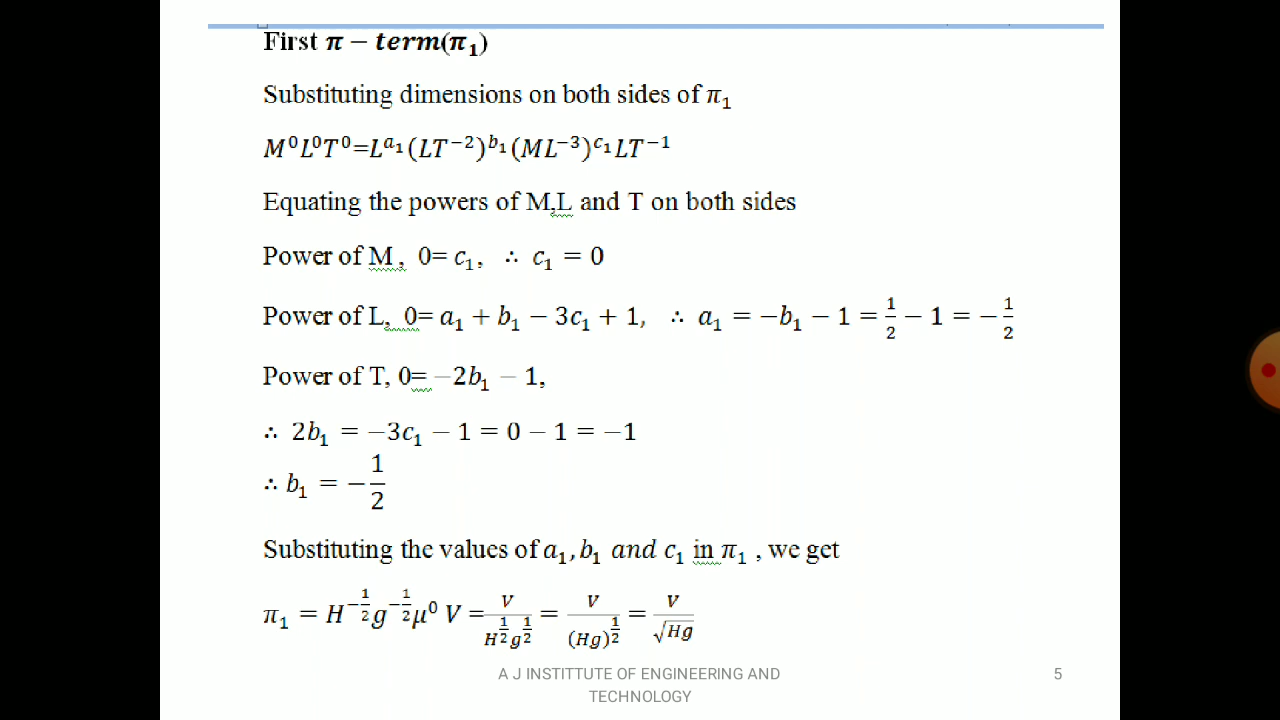 First π − term(π₁)
Substituting dimensions on both sides of π₁
M⁰L⁰T⁰=L^{a₁}(LT⁻²)^{b₁}(ML⁻³)^{c₁}LT⁻¹
Equating the powers of M,L and T on both sides
Power of M , 0= c₁, ∴ c₁ = 0
Power of L, 0= a₁ + b₁ − 3c₁ + 1, ∴ a₁ = −b₁ − 1 = 1/2 − 1 = −1/2
Power of T, 0= −2b₁ − 1,
∴ 2b₁ = −3c₁ − 1 = 0 − 1 = −1
∴ b₁ = −1/2
Substituting the values of a₁, b₁ and c₁ in π₁ , we get
π₁ = H^{−1/2}g^{−1/2}μ⁰ V = V/(H^{1/2}g^{1/2}) = V/(Hg)^{1/2} = V/√Hg
A J INSTITTUTE OF ENGINEERING AND
TECHNOLOGY
5